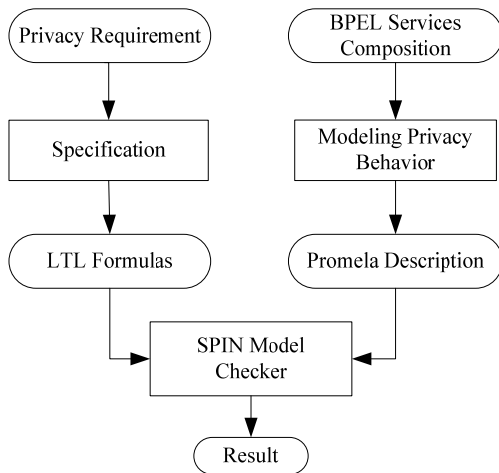 Privacy Requirement
BPEL Services
Composition
Specification
Modeling Privacy
Behavior
LTL Formulas
Promela Description
SPIN Model
Checker
Result